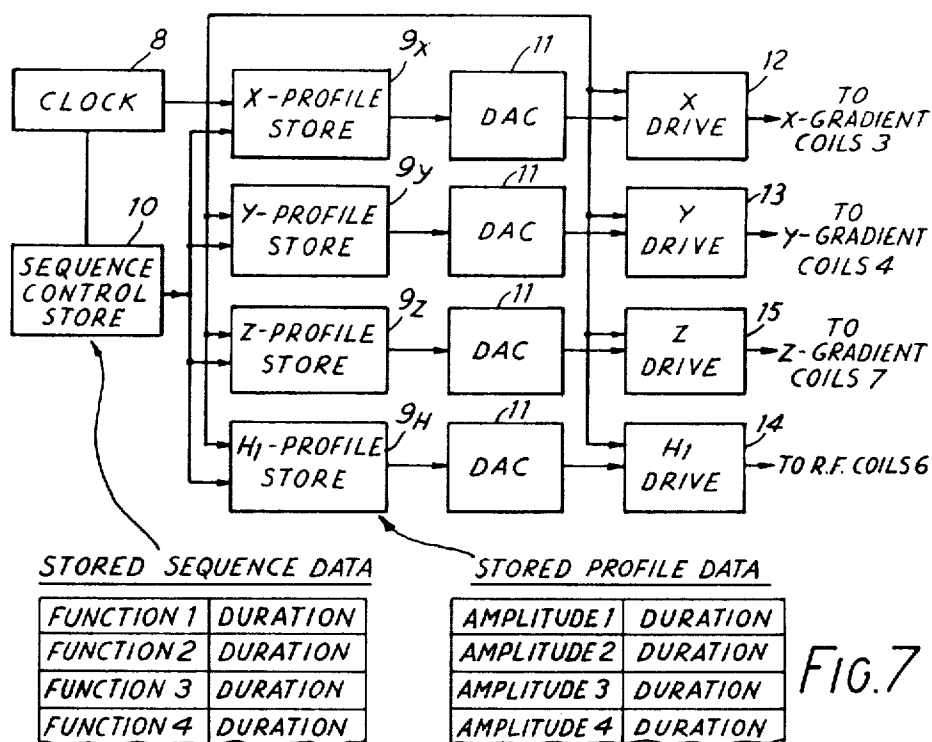 8
CLOCK
10
SEQUENCE
CONTROL
STORE
9X
X-PROFILE
STORE
11
DAC
12
X
DRIVE
TO
X-GRADIENT
COILS 3
9Y
Y-PROFILE
STORE
11
DAC
13
Y
DRIVE
TO
Y-GRADIENT
COILS 4
9Z
Z-PROFILE
STORE
11
DAC
15
Z
DRIVE
TO
Z-GRADIENT
COILS 7
9H
H1-PROFILE
STORE
11
DAC
14
H1
DRIVE
TO R.F. COILS 6
STORED SEQUENCE DATA
FUNCTION 1 DURATION
FUNCTION 2 DURATION
FUNCTION 3 DURATION
FUNCTION 4 DURATION
STORED PROFILE DATA
AMPLITUDE 1 DURATION
AMPLITUDE 2 DURATION
AMPLITUDE 3 DURATION
AMPLITUDE 4 DURATION
FIG.7